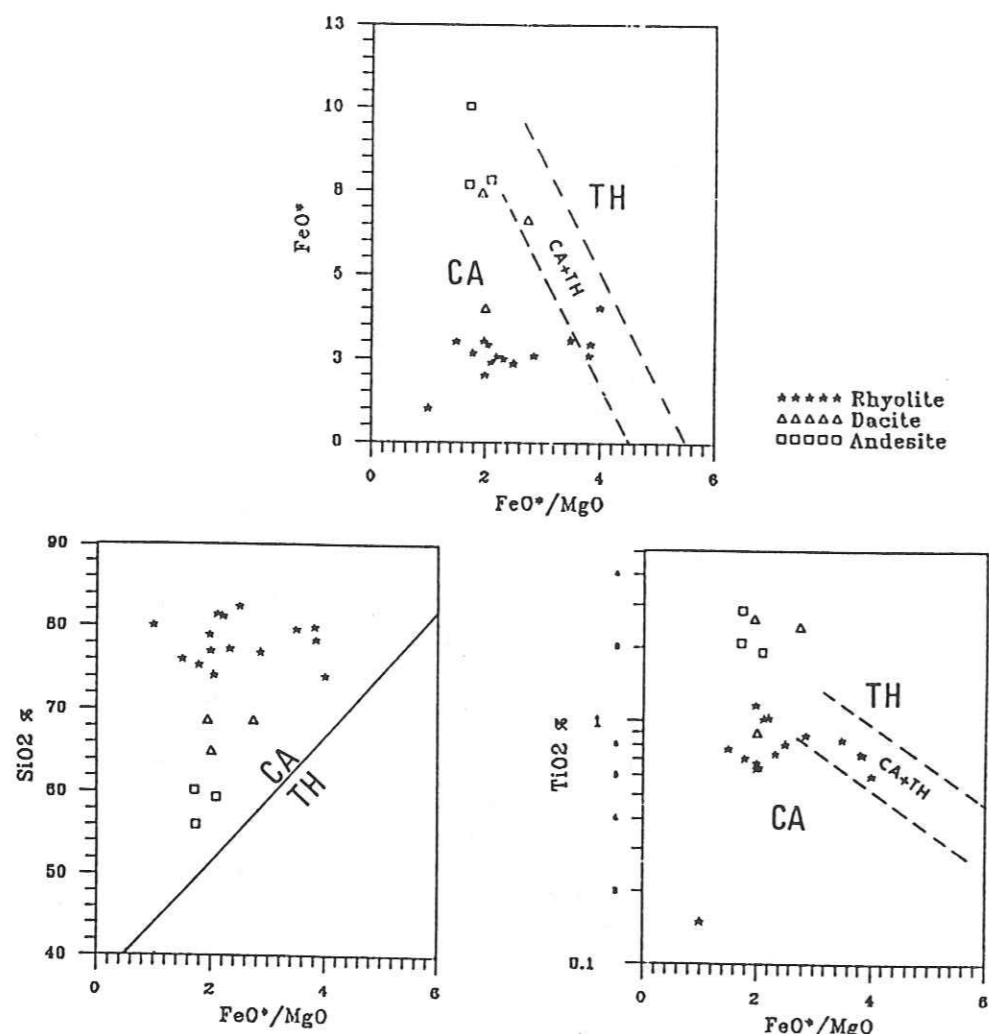 13
10
8
5
3
0
FeO*
TH
CA+TH
CA
0 2 4 6
FeO*/MgO
★★★★★ Rhyolite
△△△△△ Dacite
□□□□□ Andesite
90
80
70
60
50
40
SiO2 %
CA
TH
0 2 4 6
FeO*/MgO
1
0.1
TiO2 %
TH
CA+TH
CA
0 2 4 6
FeO*/MgO